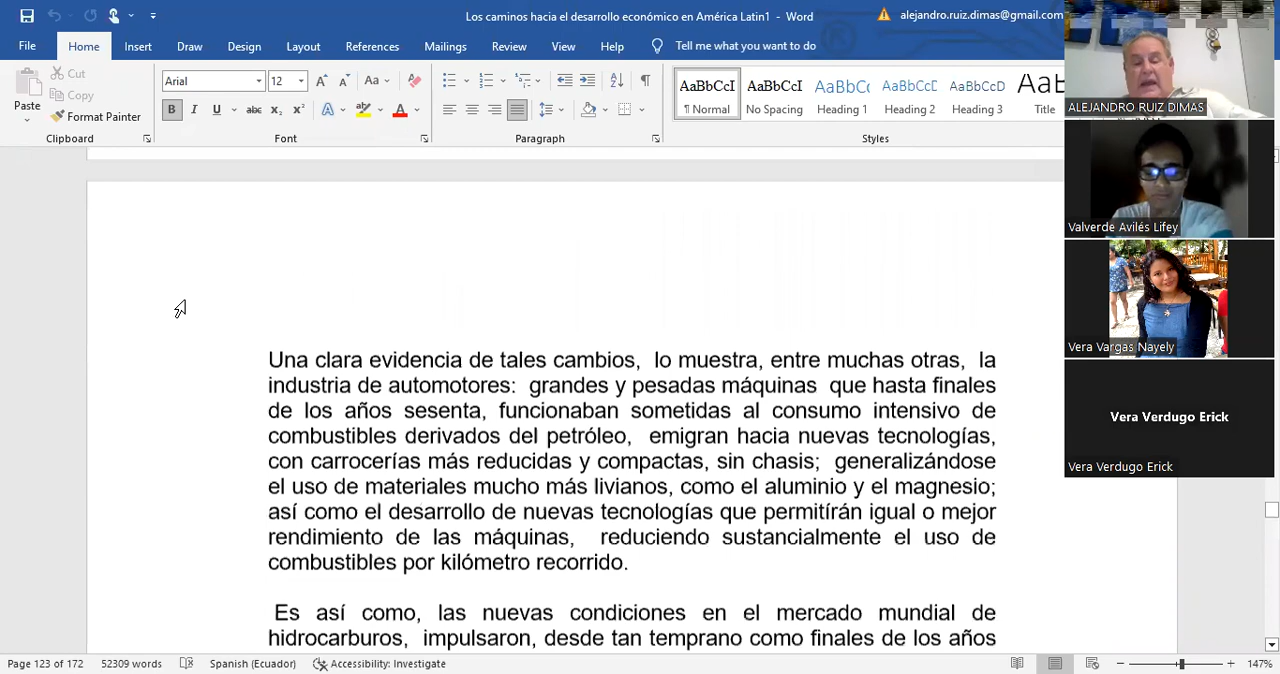 Los caminos hacia el desarrollo económico en América Latin1 - Word
alejandro.ruiz.dimas@gmail.com
File Home Insert Draw Design Layout References Mailings Review View Help Tell me what you want to do
Paste
Cut
Copy
Format Painter
Clipboard
Arial 12
Font
Paragraph
AaBbCcI AaBbCcI AaBbCc AaBbCcD AaBbCcD AaB
¶ Normal No Spacing Heading 1 Heading 2 Heading 3 Title
Styles
ALEJANDRO RUIZ DIMAS
Valverde Avilés Lifey
Vera Vargas Nayely
Vera Verdugo Erick
Vera Verdugo Erick
Una clara evidencia de tales cambios, lo muestra, entre muchas otras, la
industria de automotores: grandes y pesadas máquinas que hasta finales
de los años sesenta, funcionaban sometidas al consumo intensivo de
combustibles derivados del petróleo, emigran hacia nuevas tecnologías,
con carrocerías más reducidas y compactas, sin chasis; generalizándose
el uso de materiales mucho más livianos, como el aluminio y el magnesio;
así como el desarrollo de nuevas tecnologías que permitírán igual o mejor
rendimiento de las máquinas, reduciendo sustancialmente el uso de
combustibles por kilómetro recorrido.
Es así como, las nuevas condiciones en el mercado mundial de
hidrocarburos, impulsaron, desde tan temprano como finales de los años
Page 123 of 172 52309 words Spanish (Ecuador) Accessibility: Investigate 147%